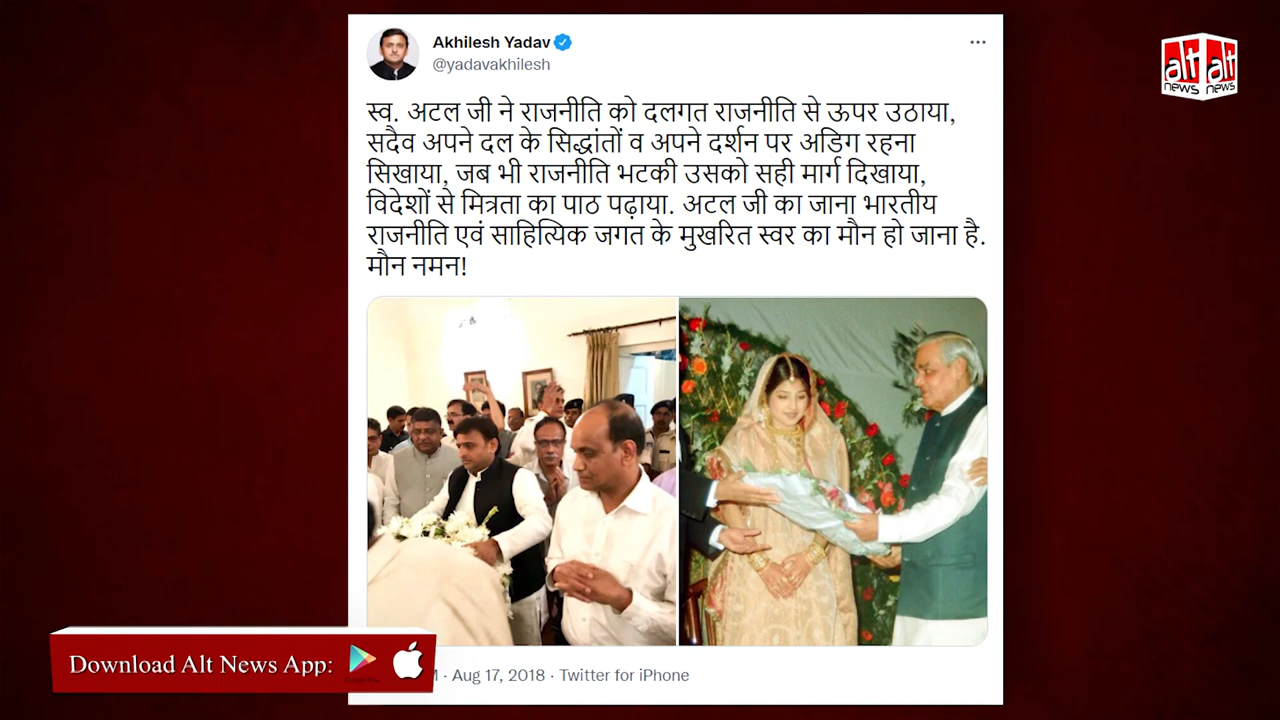 Akhilesh Yadav
@yadavakhilesh
स्व. अटल जी ने राजनीति को दलगत राजनीति से ऊपर उठाया,
सदैव अपने दल के सिद्धांतों व अपने दर्शन पर अडिग रहना
सिखाया, जब भी राजनीति भटकी उसको सही मार्ग दिखाया,
विदेशों से मित्रता का पाठ पढ़ाया. अटल जी का जाना भारतीय
राजनीति एवं साहित्यिक जगत के मुखरित स्वर का मौन हो जाना है.
मौन नमन!
· Aug 17, 2018 · Twitter for iPhone
Download Alt News App:
alt alt
news news